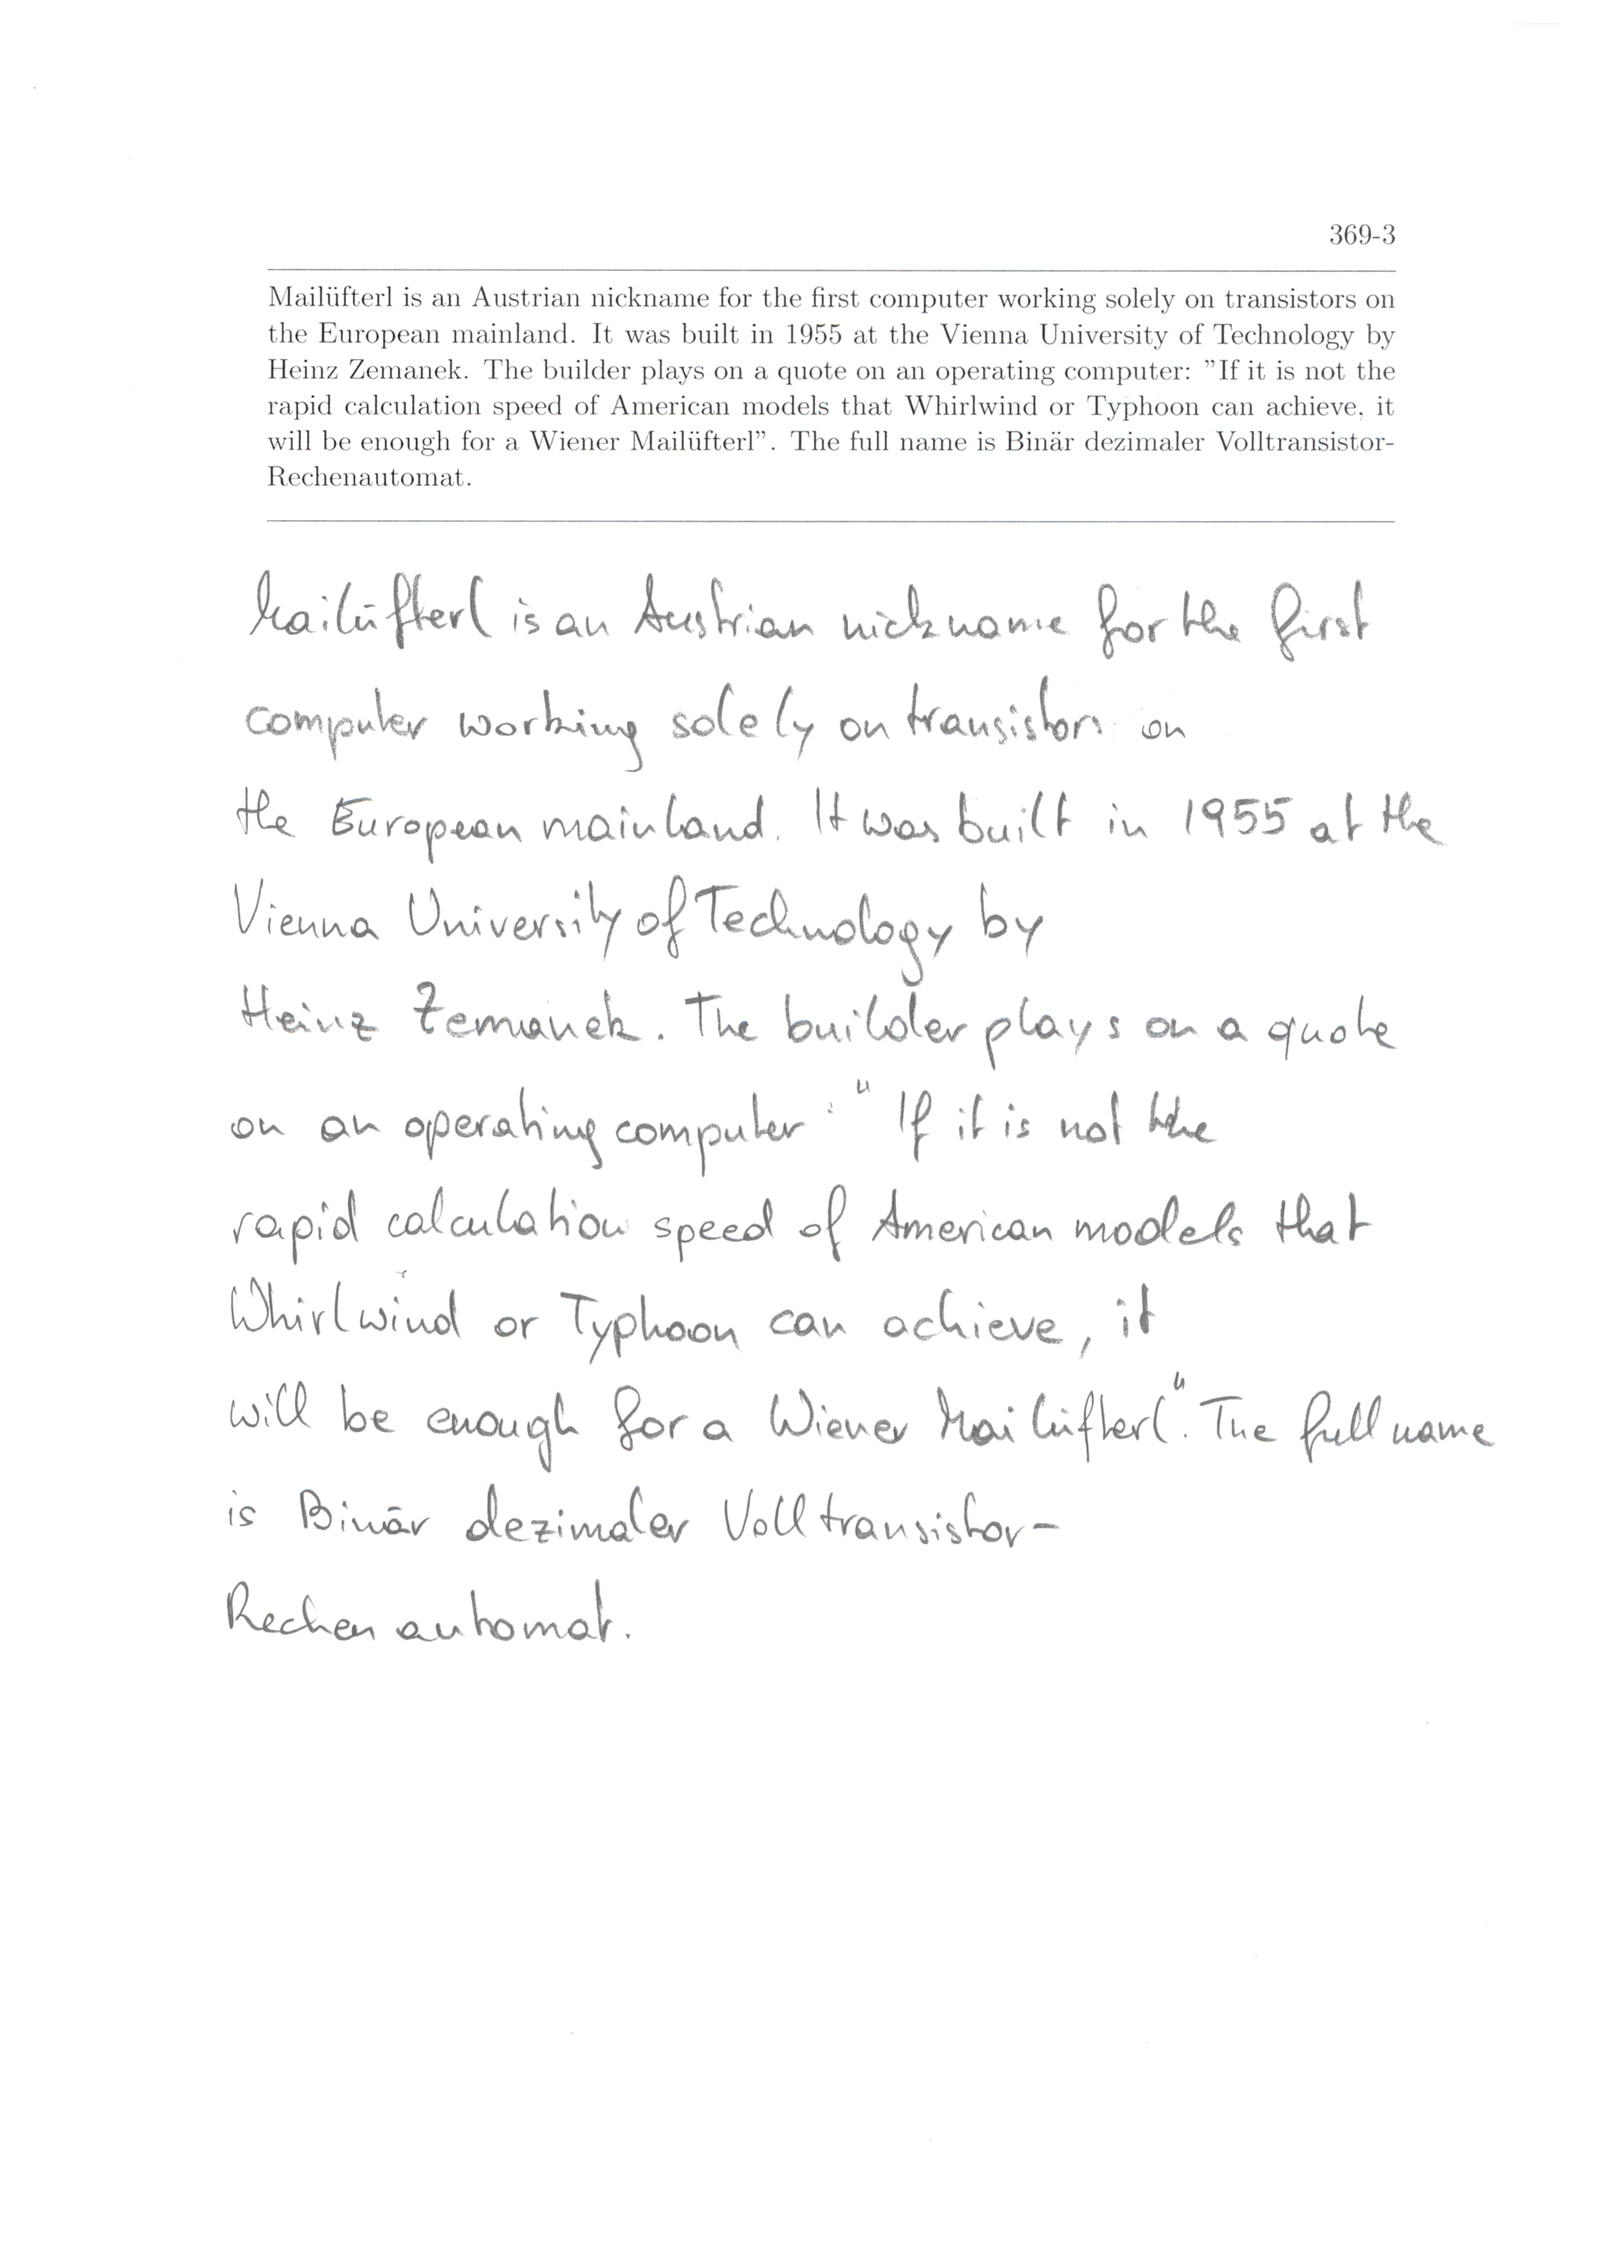 369-3
Mailüfterl is an Austrian nickname for the first computer working solely on transistors on
the European mainland. It was built in 1955 at the Vienna University of Technology by
Heinz Zemanek. The builder plays on a quote on an operating computer: "If it is not the
rapid calculation speed of American models that Whirlwind or Typhoon can achieve, it
will be enough for a Wiener Mailüfterl". The full name is Binär dezimaler Volltransistor-
Rechenautomat.
Mailüfterl is an Austrian nickname for the first
computer working solely on transistors on
the European mainland. It was built in 1955 at the
Vienna University of Technology by
Heinz Zemanek. The builder plays on a quote
on an operating computer: "If it is not the
rapid calculation speed of American models that
Whirlwind or Typhoon can achieve, it
will be enough for a Wiener Mailüfterl". The full name
is Binär dezimaler Volltransistor-
Rechenautomat.